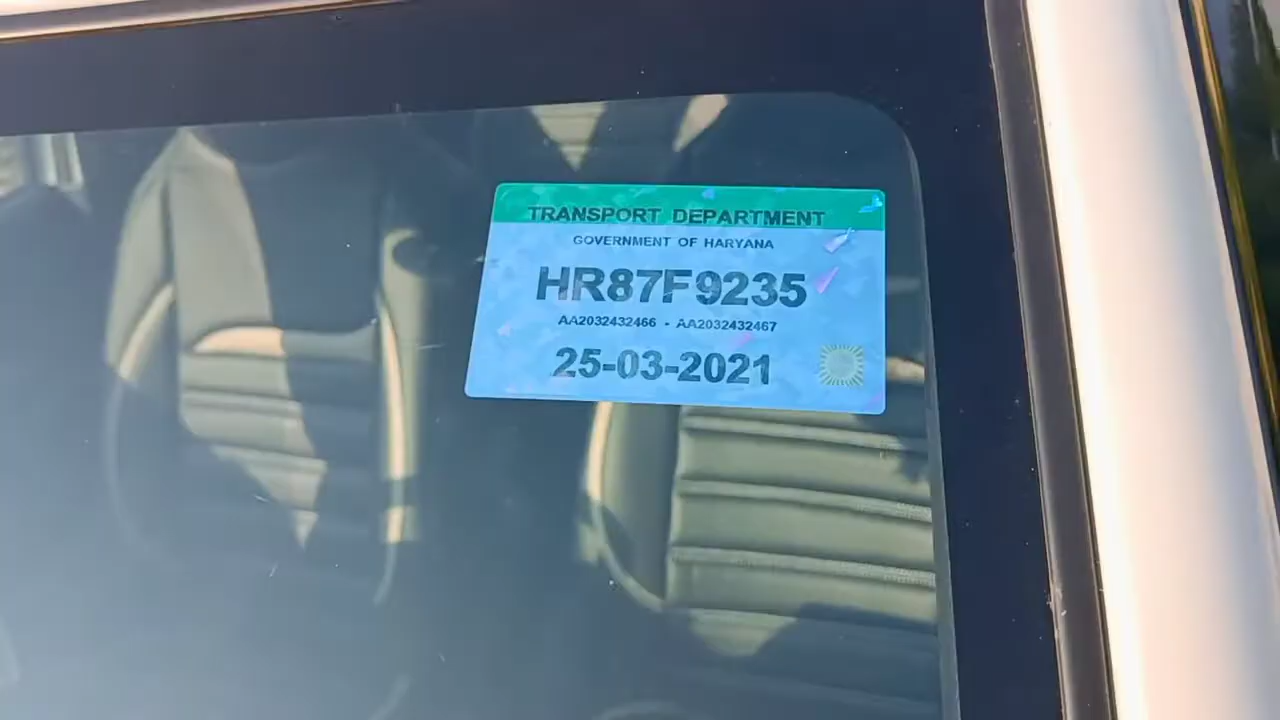 TRANSPORT DEPARTMENT
GOVERNMENT OF HARYANA
HR87F9235
AA2032432466 - AA2032432467
25-03-2021